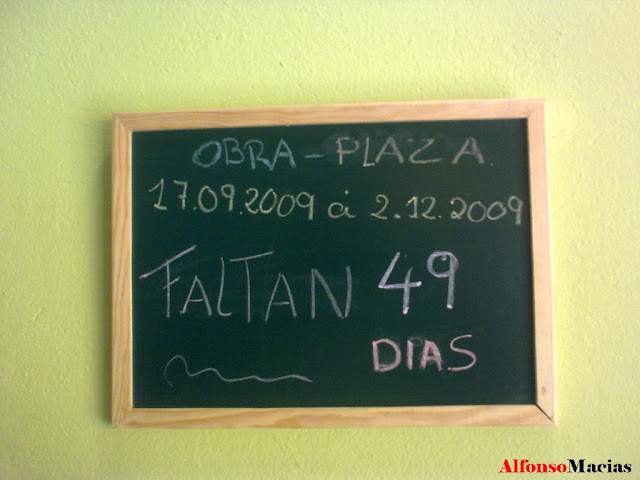 OBRA - PLAZA.
17.09.2009 á 2.12.2009
FALTAN 49
DIAS
AlfonsoMacias